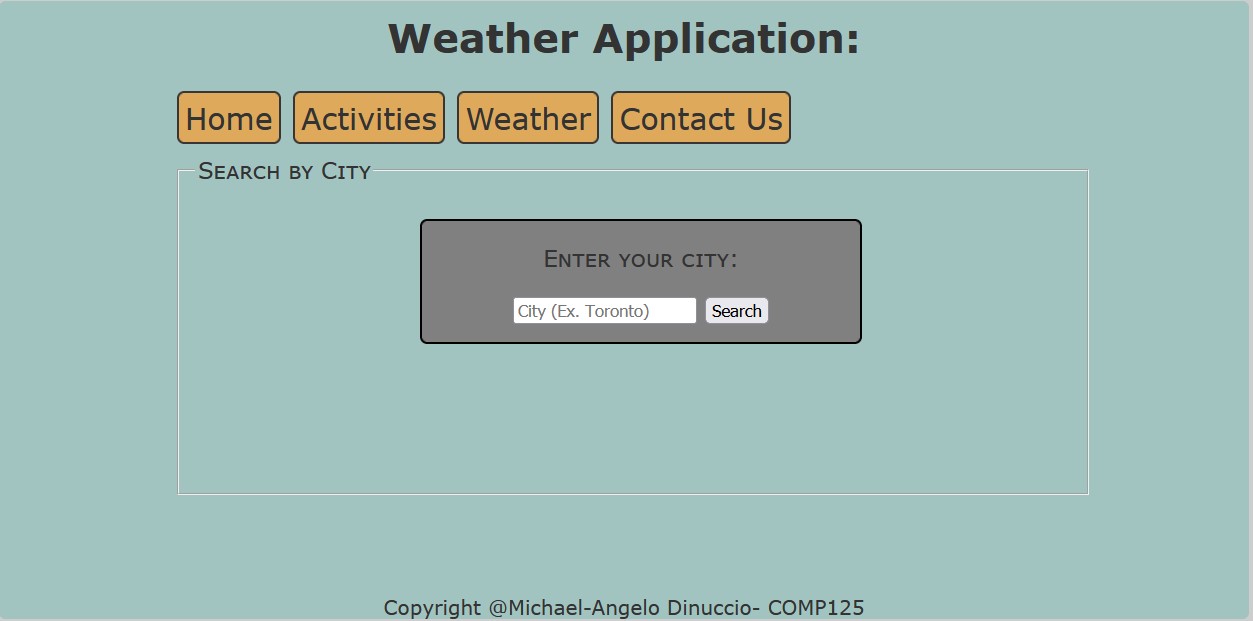 Weather Application:
Home Activities Weather Contact Us
Search by City
Enter your city:
City (Ex. Toronto) Search
Copyright @Michael-Angelo Dinuccio- COMP125